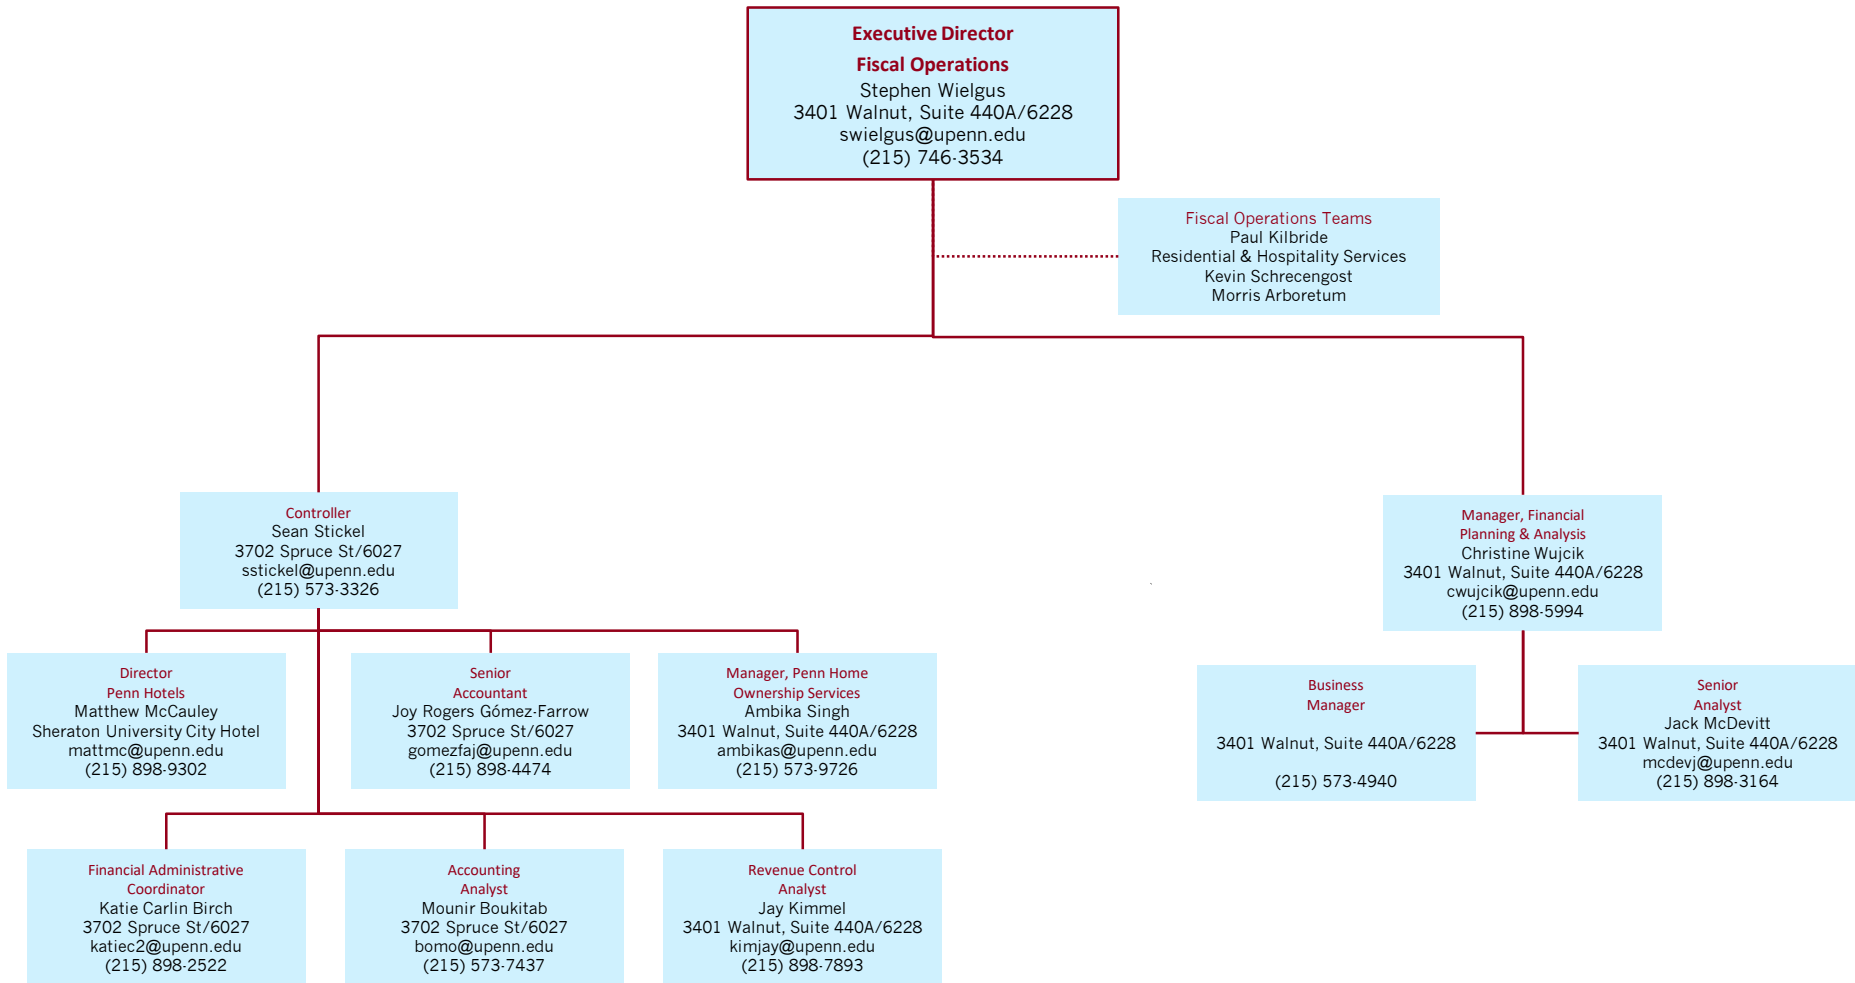 Executive Director
Fiscal Operations
Stephen Wielgus
3401 Walnut, Suite 440A/6228
swielgus@upenn.edu
(215) 746-3534
Fiscal Operations Teams
Paul Kilbride
Residential & Hospitality Services
Kevin Schrecengost
Morris Arboretum
Controller
Sean Stickel
3702 Spruce St/6027
sstickel@upenn.edu
(215) 573-3326
Manager, Financial
Planning & Analysis
Christine Wujcik
3401 Walnut, Suite 440A/6228
cwujcik@upenn.edu
(215) 898-5994
Director
Penn Hotels
Matthew McCauley
Sheraton University City Hotel
mattmc@upenn.edu
(215) 898-9302
Senior
Accountant
Joy Rogers Gómez-Farrow
3702 Spruce St/6027
gomezfaj@upenn.edu
(215) 898-4474
Manager, Penn Home
Ownership Services
Ambika Singh
3401 Walnut, Suite 440A/6228
ambikas@upenn.edu
(215) 573-9726
Business
Manager
3401 Walnut, Suite 440A/6228
(215) 573-4940
Senior
Analyst
Jack McDevitt
3401 Walnut, Suite 440A/6228
mcdevj@upenn.edu
(215) 898-3164
Financial Administrative
Coordinator
Katie Carlin Birch
3702 Spruce St/6027
katiec2@upenn.edu
(215) 898-2522
Accounting
Analyst
Mounir Boukitab
3702 Spruce St/6027
bomo@upenn.edu
(215) 573-7437
Revenue Control
Analyst
Jay Kimmel
3401 Walnut, Suite 440A/6228
kimjay@upenn.edu
(215) 898-7893